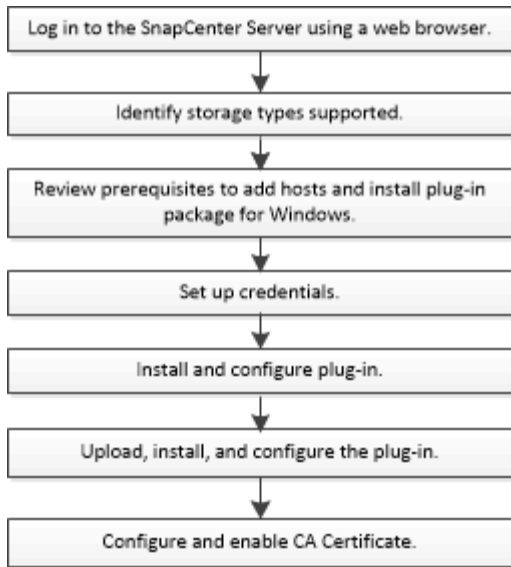 Log in to the SnapCenter Server using a web browser.
Identify storage types supported.
Review prerequisites to add hosts and install plug-in
package for Windows.
Set up credentials.
Install and configure plug-in.
Upload, install, and configure the plug-in.
Configure and enable CA Certificate.